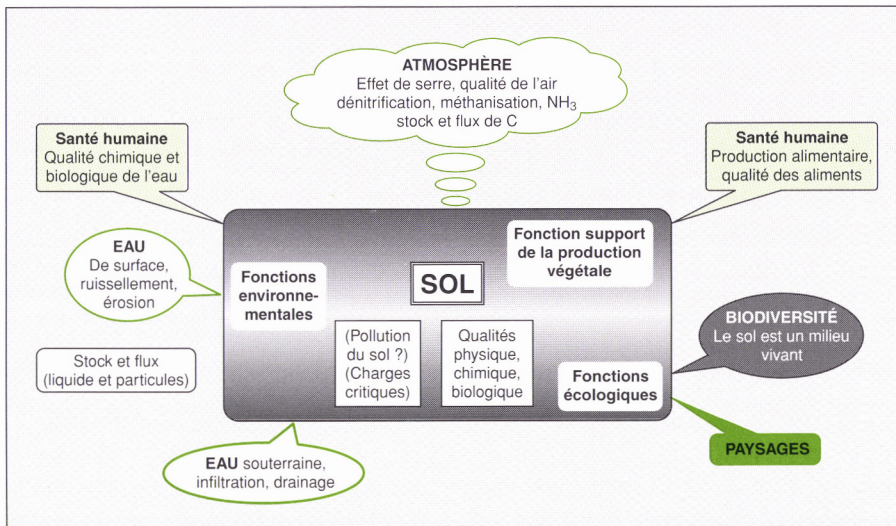 ATMOSPHÈRE
Effet de serre, qualité de l'air
dénitrification, méthanisation, NH3
stock et flux de C
Santé humaine
Qualité chimique et
biologique de l'eau
Santé humaine
Production alimentaire,
qualité des aliments
EAU
De surface,
ruissellement,
érosion
Fonctions
environne-
mentales
SOL
Fonction support
de la production
végétale
(Pollution
du sol ?)
(Charges
critiques)
Qualités
physique,
chimique,
biologique
Fonctions
écologiques
BIODIVERSITÉ
Le sol est un milieu
vivant
Stock et flux
(liquide et particules)
EAU souterraine,
infiltration, drainage
PAYSAGES